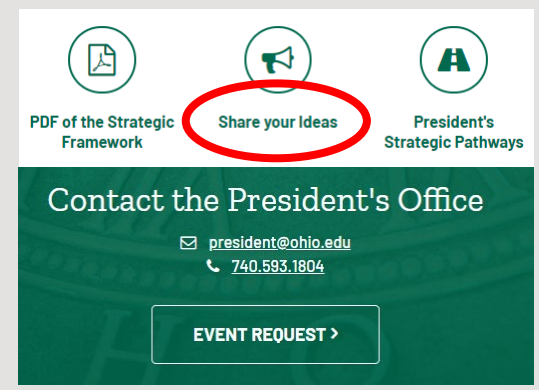 PDF of the Strategic Framework
Share your Ideas
President's Strategic Pathways
Contact the President's Office
president@ohio.edu
740.593.1804
EVENT REQUEST >